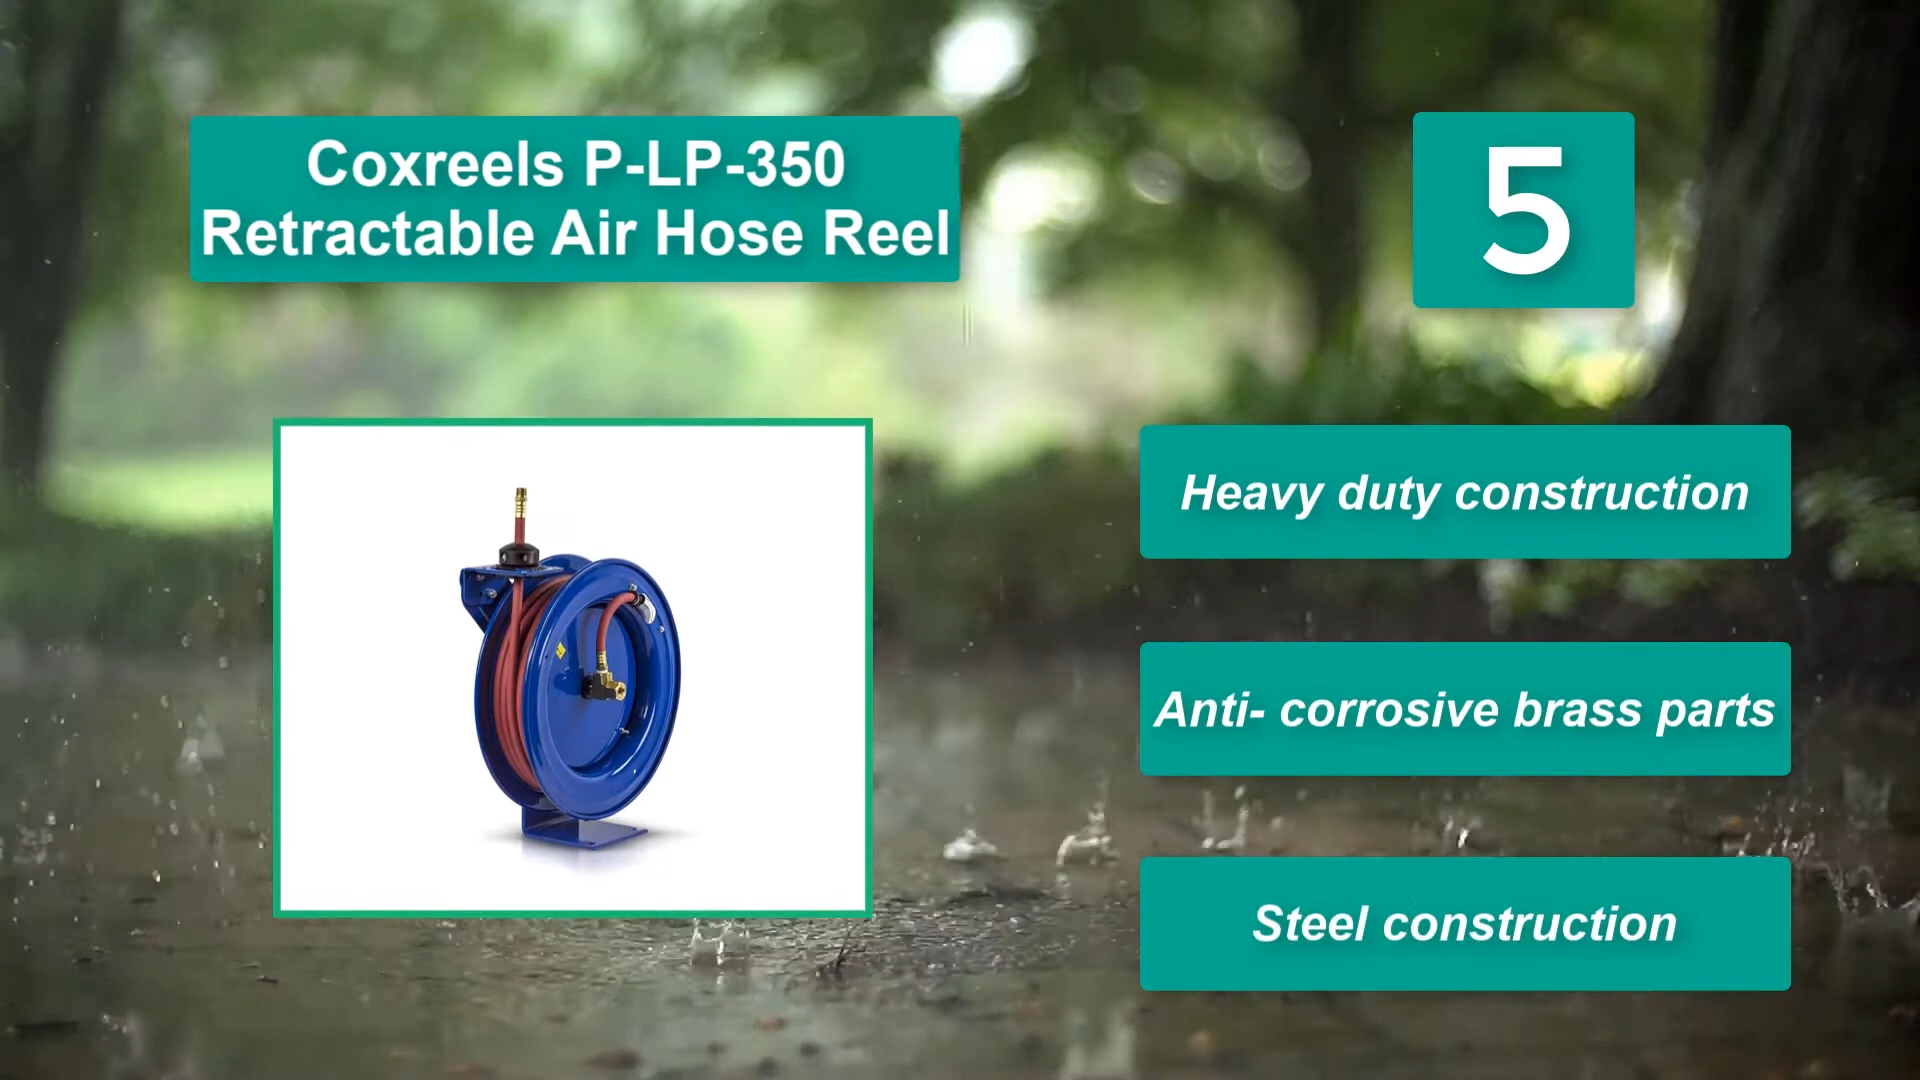 Coxreels P-LP-350
Retractable Air Hose Reel
5
Heavy duty construction
Anti- corrosive brass parts
Steel construction